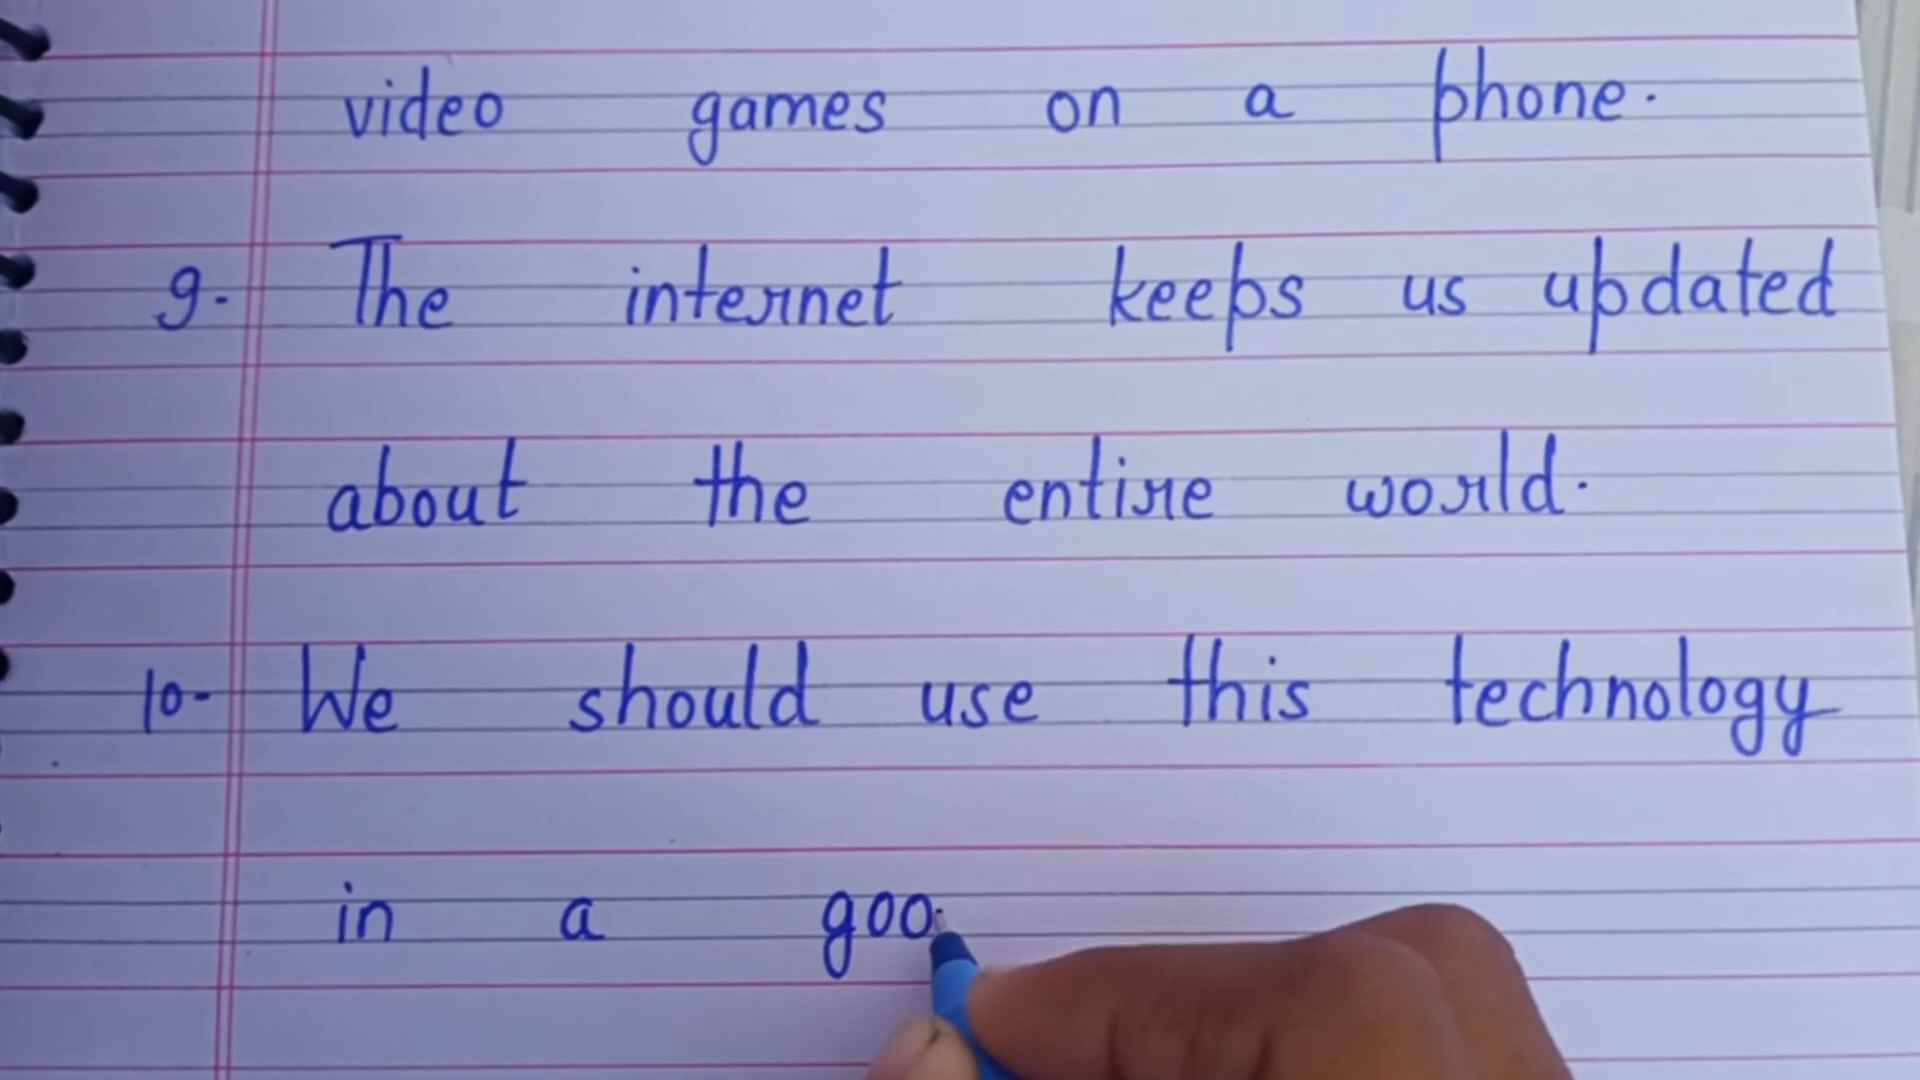 video games on a phone.
9. The internet keeps us updated
about the entire world.
10- We should use this technology
in a goo